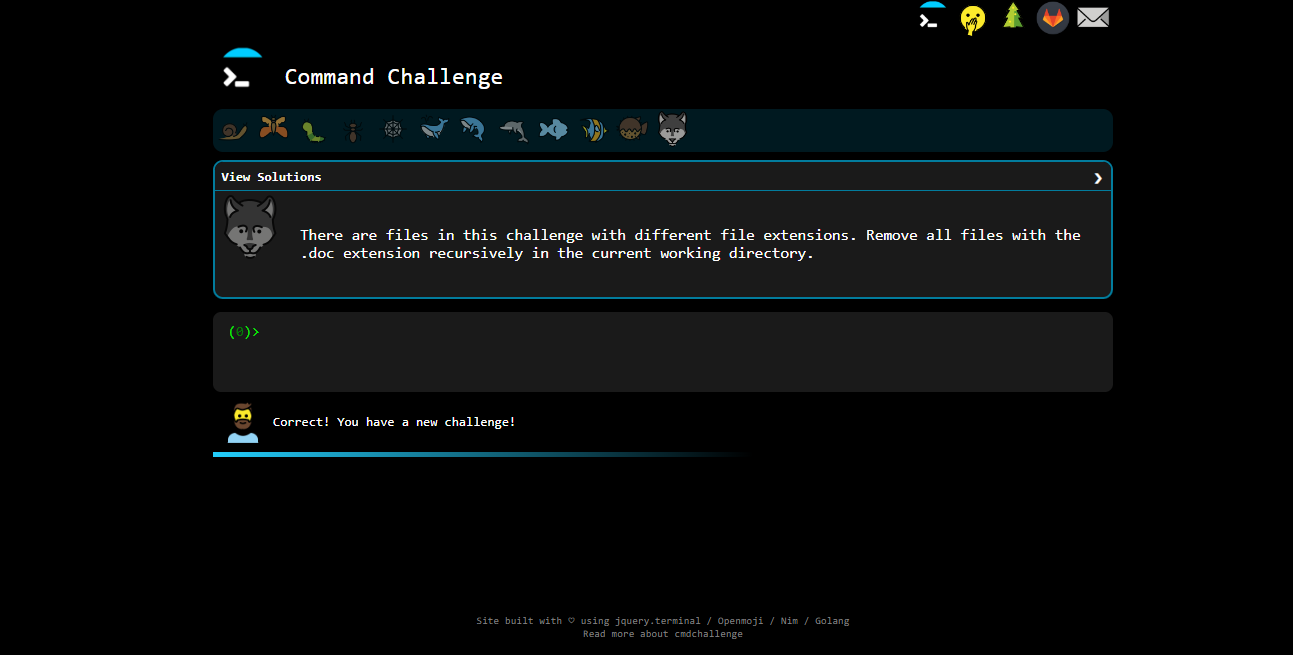 Command Challenge
View Solutions
There are files in this challenge with different file extensions. Remove all files with the
.doc extension recursively in the current working directory.
(0)>
Correct! You have a new challenge!
Site built with ♡ using jquery.terminal / Openmoji / Nim / Golang
Read more about cmdchallenge